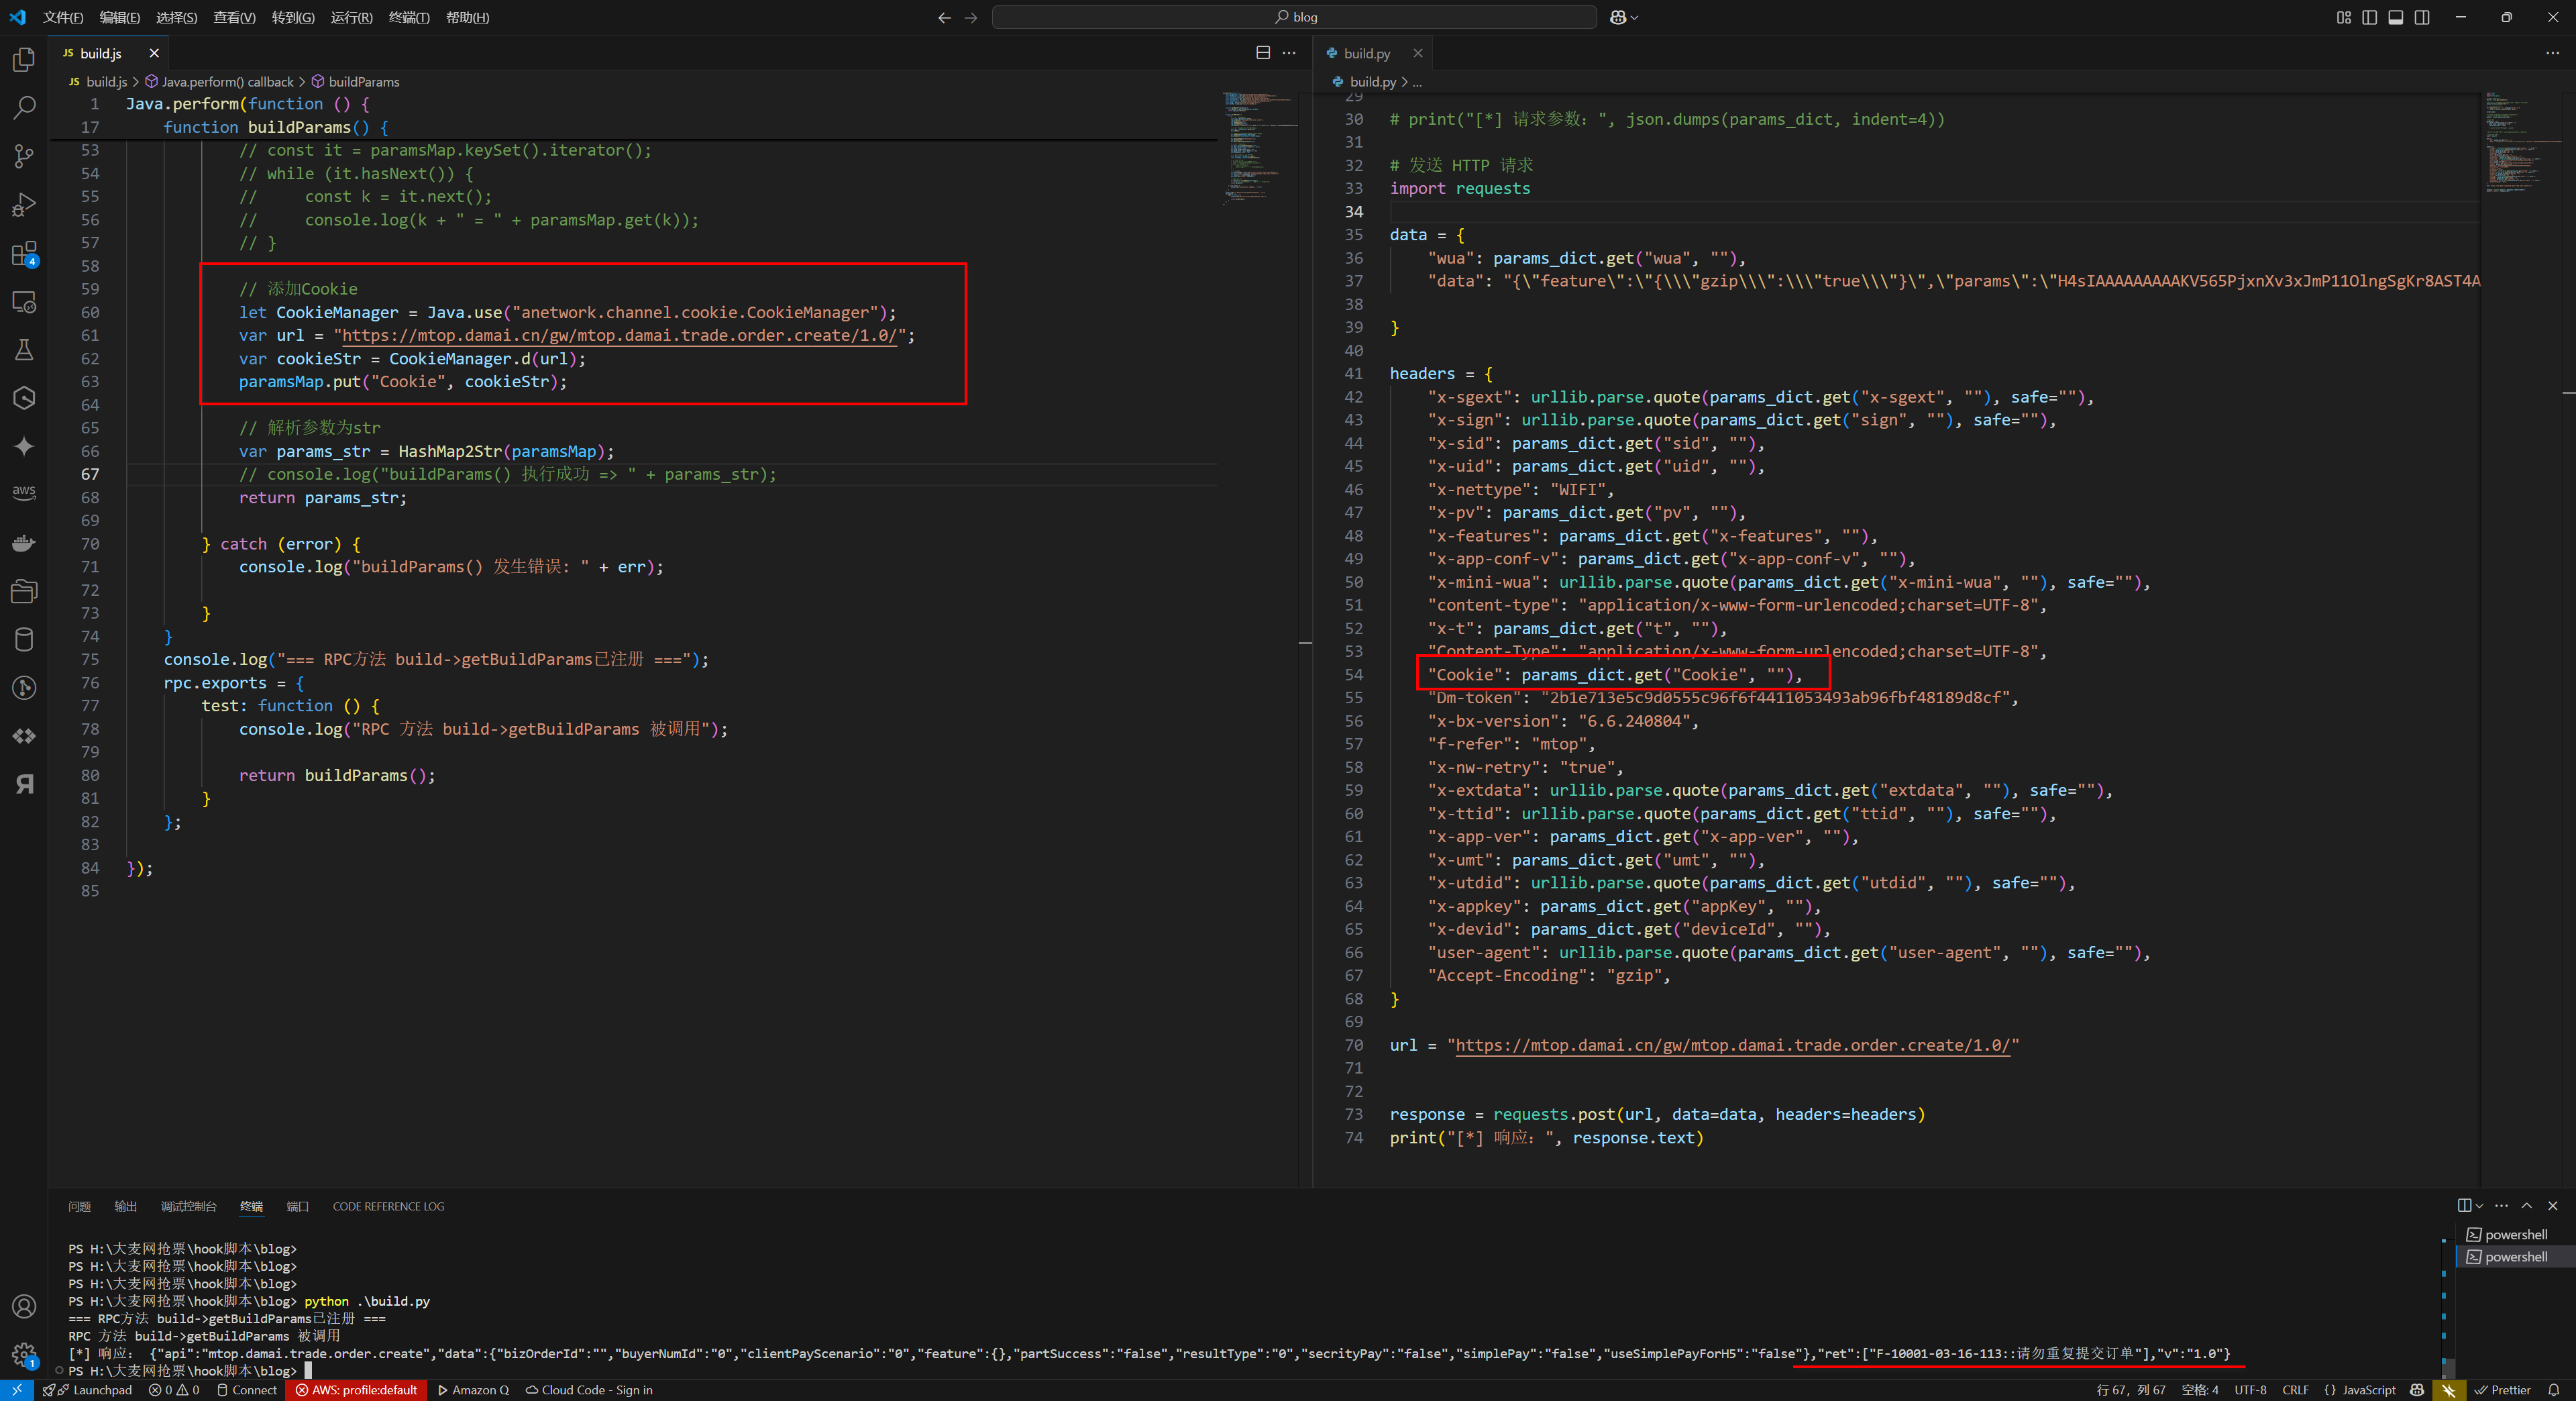 文件(F) 编辑(E) 选择(S) 查看(V) 转到(G) 运行(R) 终端(T) 帮助(H)
blog
JS build.js
JS build.js > Java.perform() callback > buildParams
1 Java.perform(function () {
17 function buildParams() {
53 // const it = paramsMap.keySet().iterator();
54 // while (it.hasNext()) {
55 // const k = it.next();
56 // console.log(k + " = " + paramsMap.get(k));
57 // }
58
59 // 添加Cookie
60 let CookieManager = Java.use("anetwork.channel.cookie.CookieManager");
61 var url = "https://mtop.damai.cn/gw/mtop.damai.trade.order.create/1.0/";
62 var cookieStr = CookieManager.d(url);
63 paramsMap.put("Cookie", cookieStr);
64
65 // 解析参数为str
66 var params_str = HashMap2Str(paramsMap);
67 // console.log("buildParams() 执行成功 => " + params_str);
68 return params_str;
69
70 } catch (error) {
71 console.log("buildParams() 发生错误: " + err);
72
73 }
74 }
75 console.log("=== RPC方法 build->getBuildParams已注册 ===");
76 rpc.exports = {
77 test: function () {
78 console.log("RPC 方法 build->getBuildParams 被调用");
79
80 return buildParams();
81 }
82 };
83
84 });
85
build.py
build.py > ...
29
30 # print("[*] 请求参数: ", json.dumps(params_dict, indent=4))
31
32 # 发送 HTTP 请求
33 import requests
34
35 data = {
36 "wua": params_dict.get("wua", ""),
37 "data": "{\"feature\":\"{\\\"gzip\\\":\\\"true\\\"}\",\"params\":\"H4sIAAAAAAAAAKV565PjxnXv3xJmP11OlngSgKr8AST4A
38
39 }
40
41 headers = {
42 "x-sgext": urllib.parse.quote(params_dict.get("x-sgext", ""), safe=""),
43 "x-sign": urllib.parse.quote(params_dict.get("sign", ""), safe=""),
44 "x-sid": params_dict.get("sid", ""),
45 "x-uid": params_dict.get("uid", ""),
46 "x-nettype": "WIFI",
47 "x-pv": params_dict.get("pv", ""),
48 "x-features": params_dict.get("x-features", ""),
49 "x-app-conf-v": params_dict.get("x-app-conf-v", ""),
50 "x-mini-wua": urllib.parse.quote(params_dict.get("x-mini-wua", ""), safe=""),
51 "content-type": "application/x-www-form-urlencoded;charset=UTF-8",
52 "x-t": params_dict.get("t", ""),
53 "Content-Type": "application/x-www-form-urlencoded;charset=UTF-8",
54 "Cookie": params_dict.get("Cookie", ""),
55 "Dm-token": "2b1e713e5c9d0555c96f6f4411053493ab96fbf48189d8cf",
56 "x-bx-version": "6.6.240804",
57 "f-refer": "mtop",
58 "x-nw-retry": "true",
59 "x-extdata": urllib.parse.quote(params_dict.get("extdata", ""), safe=""),
60 "x-ttid": urllib.parse.quote(params_dict.get("ttid", ""), safe=""),
61 "x-app-ver": params_dict.get("x-app-ver", ""),
62 "x-umt": params_dict.get("umt", ""),
63 "x-utdid": urllib.parse.quote(params_dict.get("utdid", ""), safe=""),
64 "x-appkey": params_dict.get("appKey", ""),
65 "x-devid": params_dict.get("deviceId", ""),
66 "user-agent": urllib.parse.quote(params_dict.get("user-agent", ""), safe=""),
67 "Accept-Encoding": "gzip",
68 }
69
70 url = "https://mtop.damai.cn/gw/mtop.damai.trade.order.create/1.0/"
71
72
73 response = requests.post(url, data=data, headers=headers)
74 print("[*] 响应: ", response.text)
aws
4
1
问题 输出 调试控制台 终端 端口 CODE REFERENCE LOG
powershell
powershell
PS H:\大麦网抢票\hook脚本\blog>
PS H:\大麦网抢票\hook脚本\blog>
PS H:\大麦网抢票\hook脚本\blog>
PS H:\大麦网抢票\hook脚本\blog> python .\build.py
=== RPC方法 build->getBuildParams已注册 ===
RPC 方法 build->getBuildParams 被调用
[*] 响应: {"api":"mtop.damai.trade.order.create","data":{"bizOrderId":"","buyerNumId":"0","clientPayScenario":"0","feature":{},"partSuccess":"false","resultType":"0","secrityPay":"false","simplePay":"false","useSimplePayForH5":"false"},"ret":["F-10001-03-16-113::请勿重复提交订单"],"v":"1.0"}
PS H:\大麦网抢票\hook脚本\blog>
Launchpad 0 0 Connect AWS: profile:default Amazon Q Cloud Code - Sign in 行 67，列 67 空格: 4 UTF-8 CRLF {} JavaScript Prettier